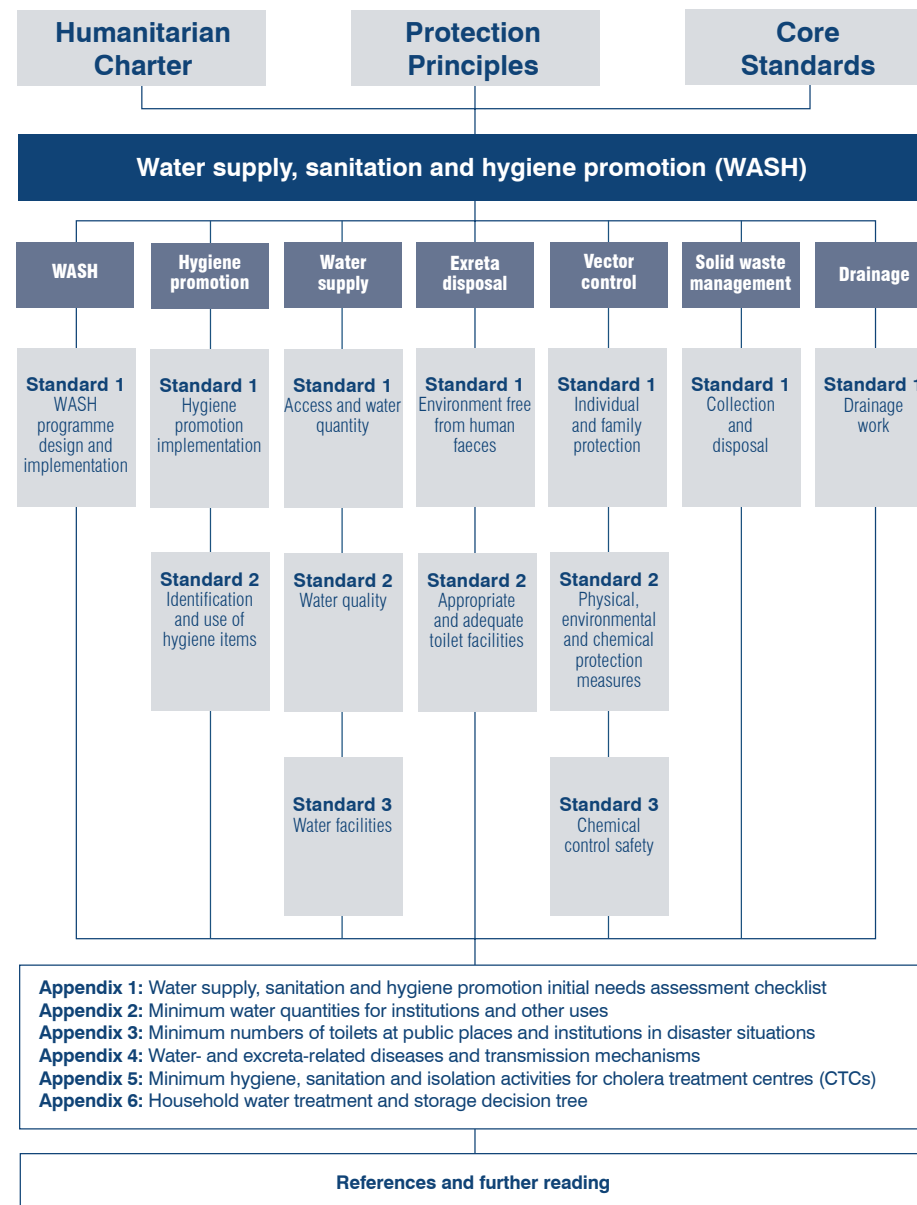 Humanitarian
Charter
Protection
Principles
Core
Standards
Water supply, sanitation and hygiene promotion (WASH)
WASH
Hygiene
promotion
Water
supply
Exreta
disposal
Vector
control
Solid waste
management
Drainage
Standard 1
WASH
programme
design and
implementation
Standard 1
Hygiene
promotion
implementation
Standard 1
Access and water
quantity
Standard 1
Environment free
from human
faeces
Standard 1
Individual
and family
protection
Standard 1
Collection
and
disposal
Standard 1
Drainage
work
Standard 2
Identification
and use of
hygiene items
Standard 2
Water quality
Standard 2
Appropriate
and adequate
toilet facilities
Standard 2
Physical,
environmental
and chemical
protection
measures
Standard 3
Water facilities
Standard 3
Chemical
control safety
Appendix 1: Water supply, sanitation and hygiene promotion initial needs assessment checklist
Appendix 2: Minimum water quantities for institutions and other uses
Appendix 3: Minimum numbers of toilets at public places and institutions in disaster situations
Appendix 4: Water- and excreta-related diseases and transmission mechanisms
Appendix 5: Minimum hygiene, sanitation and isolation activities for cholera treatment centres (CTCs)
Appendix 6: Household water treatment and storage decision tree
References and further reading